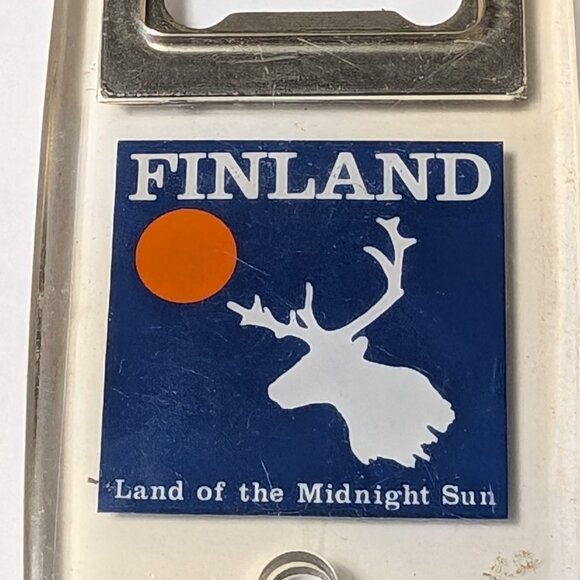 FINLAND
Land of the Midnight Sun